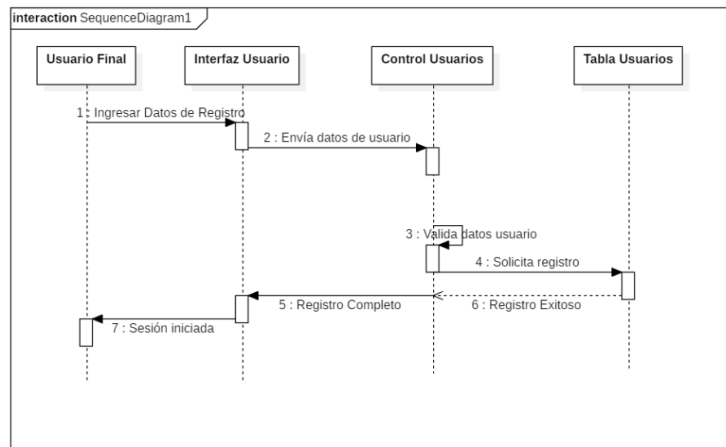 interaction SequenceDiagram1
Usuario Final
Interfaz Usuario
Control Usuarios
Tabla Usuarios
1 : Ingresar Datos de Registro
2 : Envía datos de usuario
3 : Valida datos usuario
4 : Solicita registro
5 : Registro Completo
6 : Registro Exitoso
7 : Sesión iniciada